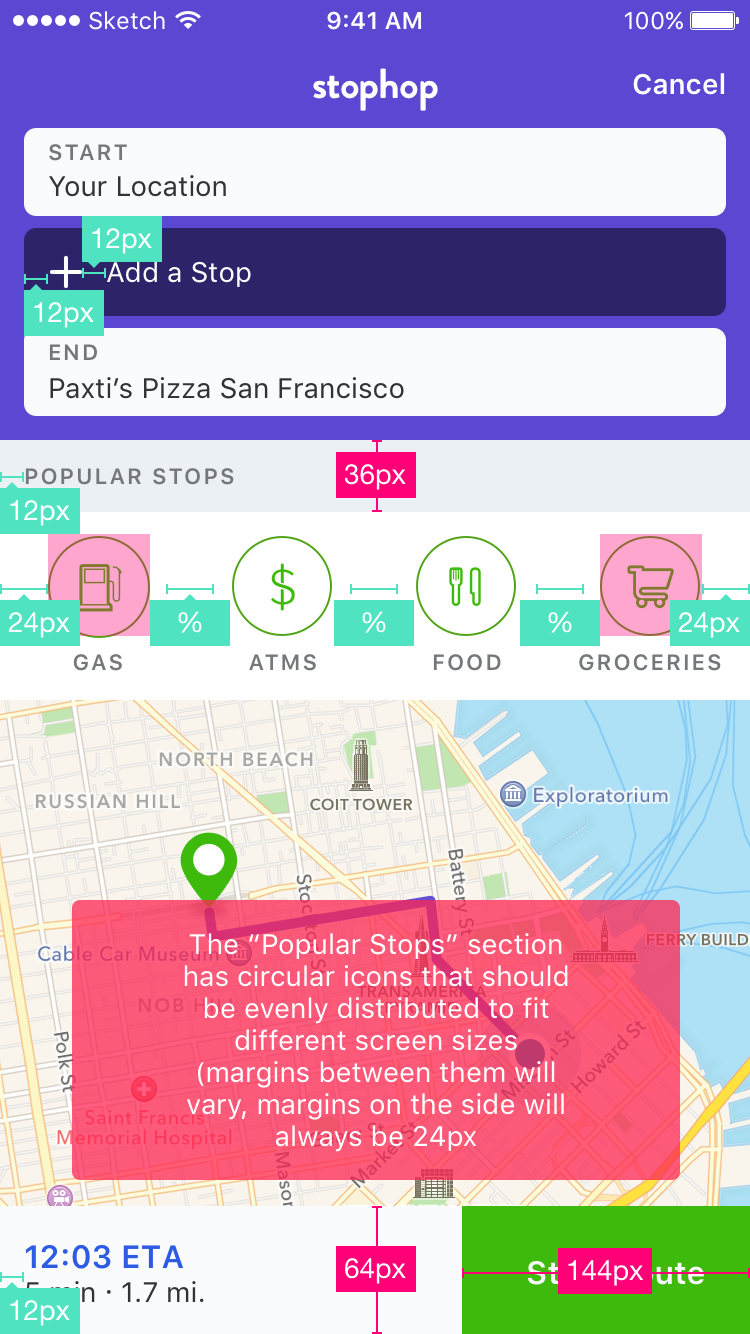 Sketch 9:41 AM 100%
stophop Cancel
START
Your Location
12px
Add a Stop
12px
END
Paxti’s Pizza San Francisco
POPULAR STOPS 36px
12px
24px % % % 24px
GAS ATMS FOOD GROCERIES
NORTH BEACH
COIT TOWER
RUSSIAN HILL
Exploratorium
Battery St
Cable Car Museum
FERRY BUILD
The “Popular Stops” section
has circular icons that should
be evenly distributed to fit
different screen sizes
(margins between them will
vary, margins on the side will
always be 24px
TRANSAMERICA
NOB HILL
Polk St
Howard St
Saint Francis
Memorial Hospital
Market St
Mason
12:03 ETA 64px 144px
5 min · 1.7 mi.
12px